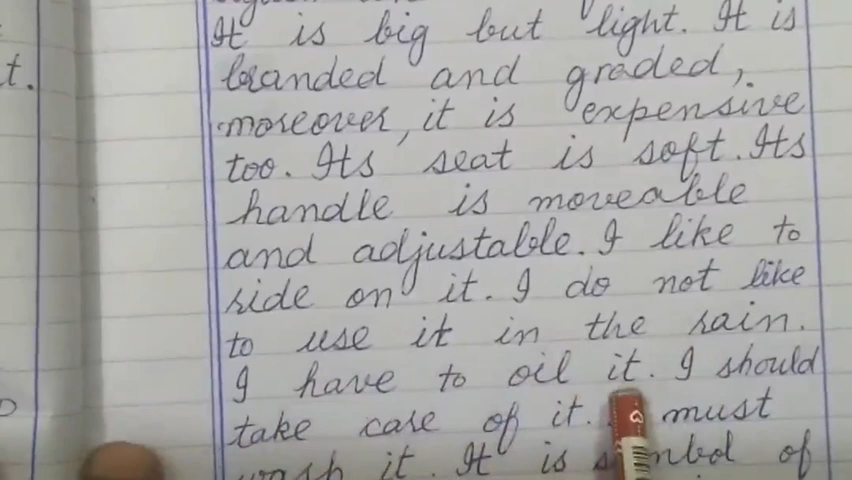 t.
It is big but light. It is
branded and graded,
moreover, it is expensive
too. Its seat is soft. Its
handle is moveable
and adjustable. I like to
ride on it. I do not like
to use it in the rain.
I have to oil it. I should
take care of it. must
wash it. It is of